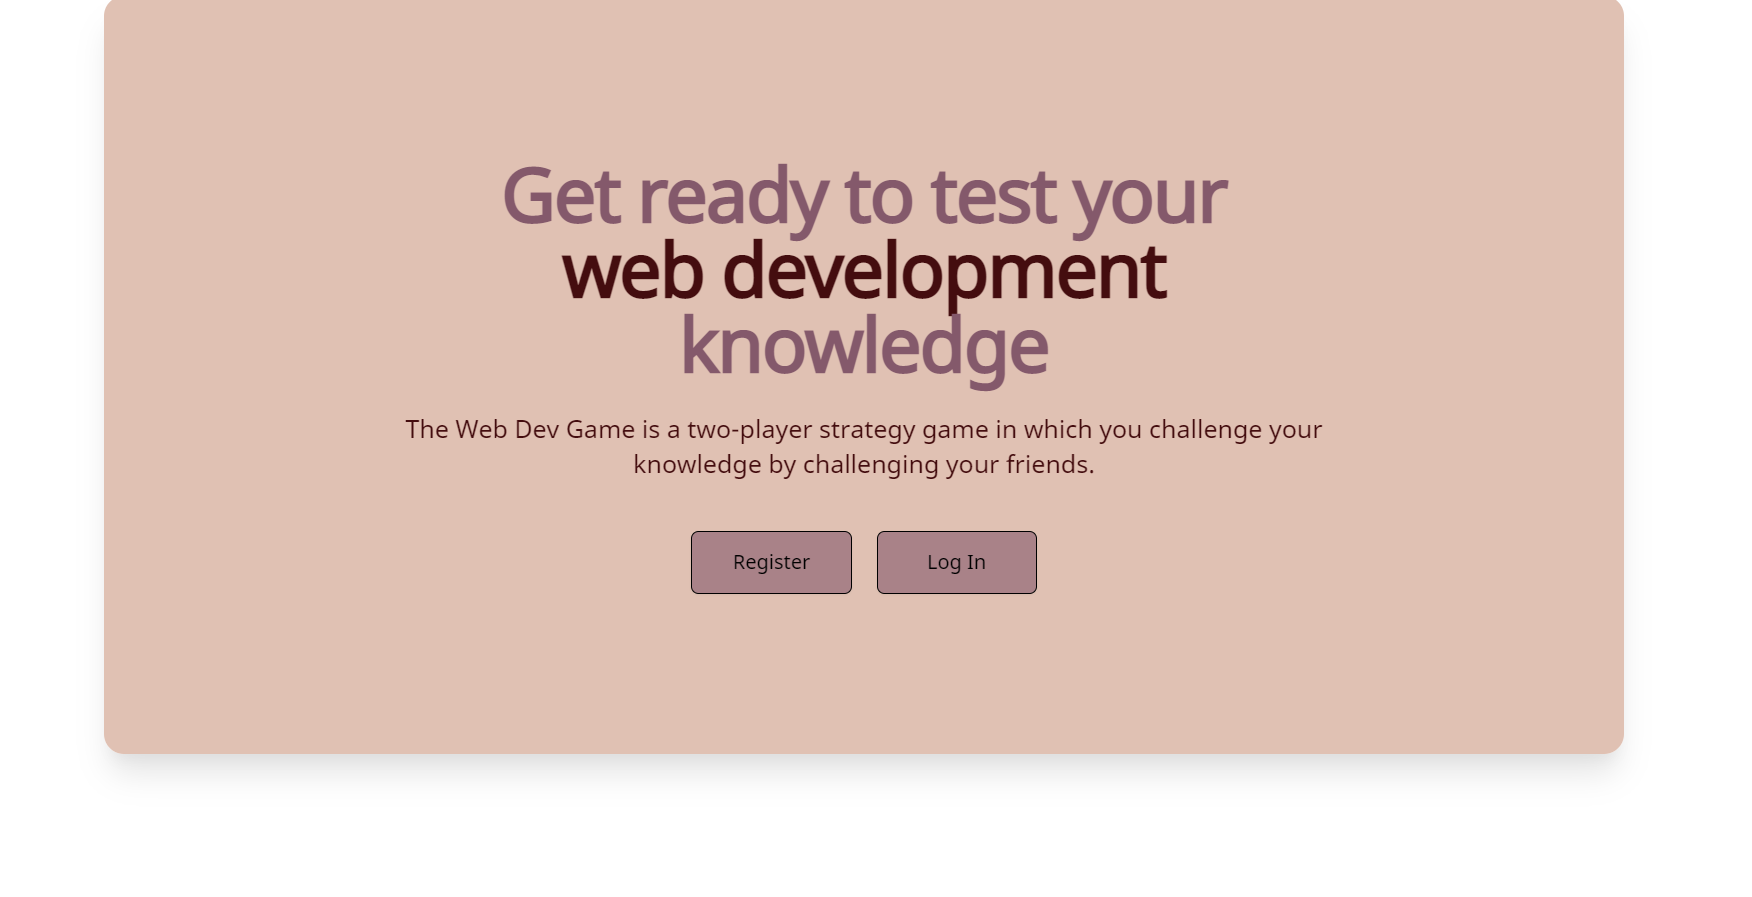 Get ready to test your
web development
knowledge
The Web Dev Game is a two-player strategy game in which you challenge your
knowledge by challenging your friends.
Register
Log In